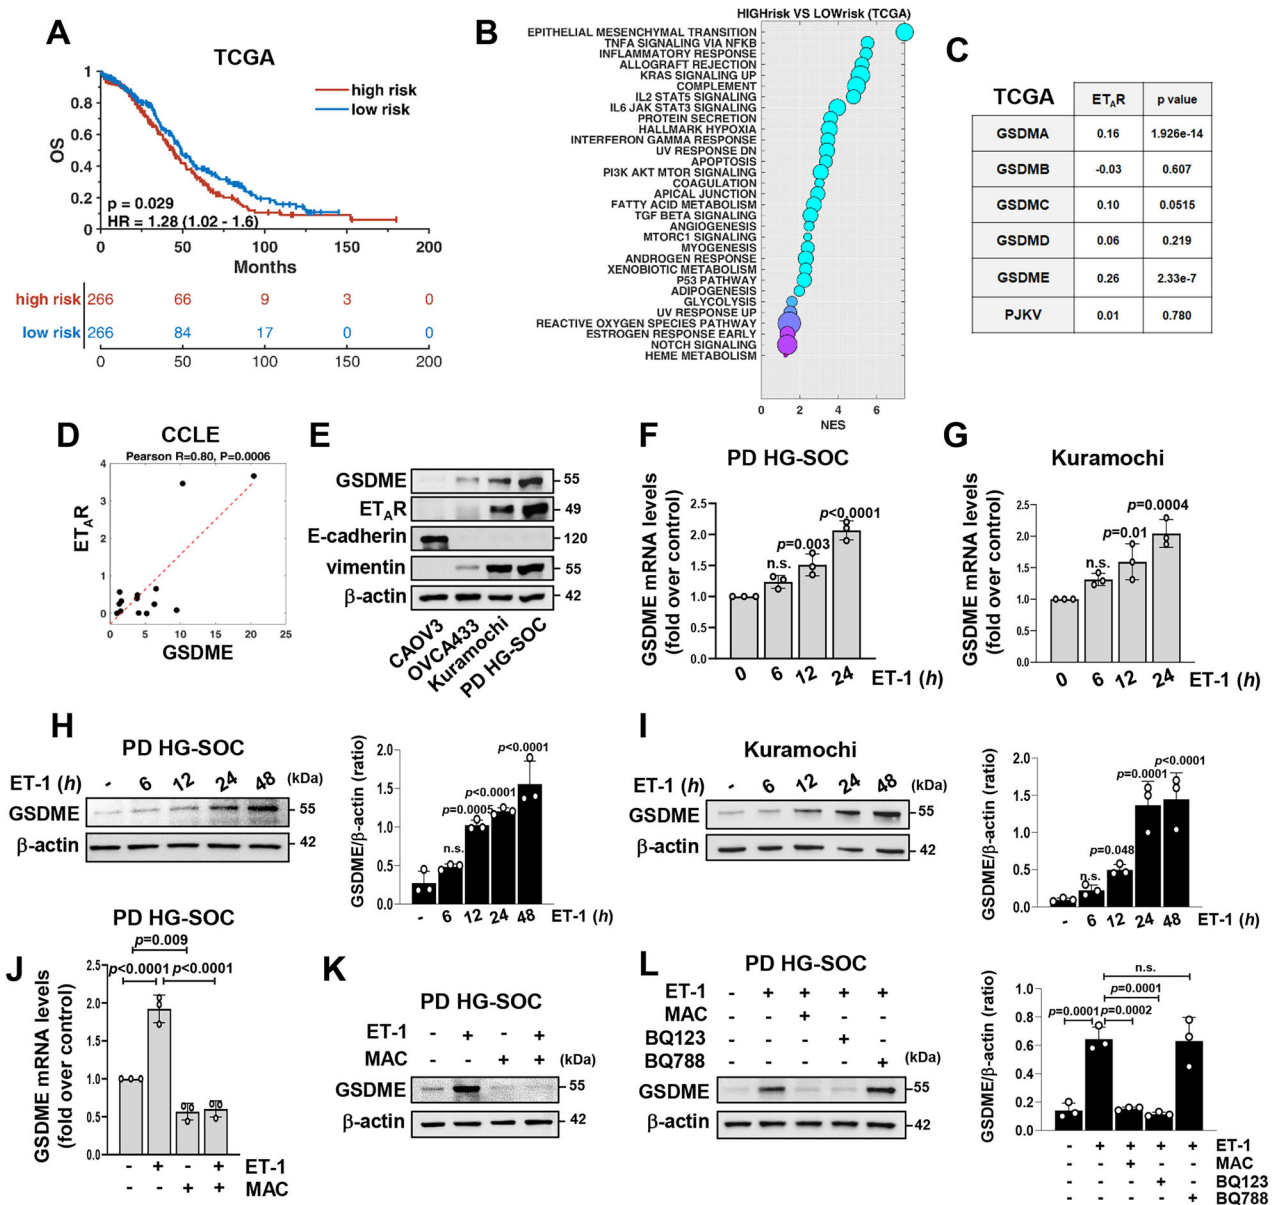 A
TCGA
1
0.8
0.6
0.4
0.2
0
OS
high risk
low risk
p = 0.029
HR = 1.28 (1.02 - 1.6)
0 50 100 150 200
Months
high risk 266 66 9 3 0
low risk 266 84 17 0 0
0 50 100 150 200
B
HIGHrisk VS LOWrisk (TCGA)
EPITHELIAL MESENCHYMAL TRANSITION
TNFA SIGNALING VIA NFKB
INFLAMMATORY RESPONSE
ALLOGRAFT REJECTION
KRAS SIGNALING UP
COMPLEMENT
IL2 STAT5 SIGNALING
IL6 JAK STAT3 SIGNALING
PROTEIN SECRETION
HALLMARK HYPOXIA
INTERFERON GAMMA RESPONSE
UV RESPONSE DN
APOPTOSIS
PI3K AKT MTOR SIGNALING
COAGULATION
APICAL JUNCTION
FATTY ACID METABOLISM
TGF BETA SIGNALING
ANGIOGENESIS
MTORC1 SIGNALING
MYOGENESIS
ANDROGEN RESPONSE
XENOBIOTIC METABOLISM
P53 PATHWAY
ADIPOGENESIS
GLYCOLYSIS
UV RESPONSE UP
REACTIVE OXYGEN SPECIES PATHWAY
ESTROGEN RESPONSE EARLY
NOTCH SIGNALING
HEME METABOLISM
0 2 4 6
NES
C
TCGA ETAR p value
GSDMA 0.16 1.926e-14
GSDMB -0.03 0.607
GSDMC 0.10 0.0515
GSDMD 0.06 0.219
GSDME 0.26 2.33e-7
PJKV 0.01 0.780
D
CCLE
Pearson R=0.80, P=0.0006
4
3
2
1
0
ETAR
0 5 10 15 20 25
GSDME
E
GSDME 55
ETAR 49
E-cadherin 120
vimentin 55
β-actin 42
CAOV3
OVCA433
Kuramochi
PD HG-SOC
F
PD HG-SOC
GSDME mRNA levels
(fold over control)
2.5
2.0
1.5
1.0
0.5
0.0
n.s.
p=0.003
p<0.0001
0 6 12 24 ET-1 (h)
G
Kuramochi
GSDME mRNA levels
(fold over control)
2.5
2.0
1.5
1.0
0.5
0.0
n.s.
p=0.01
p=0.0004
0 6 12 24 ET-1 (h)
H
PD HG-SOC
ET-1 (h) - 6 12 24 48 (kDa)
GSDME 55
β-actin 42
GSDME/β-actin (ratio)
2.0
1.5
1.0
0.5
0.0
n.s.
p=0.0005
p<0.0001
p<0.0001
- 6 12 24 48 ET-1 (h)
I
Kuramochi
ET-1 (h) - 6 12 24 48 (kDa)
GSDME 55
β-actin 42
GSDME/β-actin (ratio)
2.0
1.5
1.0
0.5
0.0
n.s.
p=0.048
p=0.0001
p<0.0001
- 6 12 24 48 ET-1 (h)
J
PD HG-SOC
GSDME mRNA levels
(fold over control)
2.5
2.0
1.5
1.0
0.5
0.0
p=0.009
p<0.0001 p<0.0001
- + - + ET-1
- - + + MAC
K
PD HG-SOC
ET-1 - + - +
MAC - - + + (kDa)
GSDME 55
β-actin 42
L
PD HG-SOC
ET-1 - + + + +
MAC - - + - -
BQ123 - - - + -
BQ788 - - - - + (kDa)
GSDME 55
β-actin 42
GSDME/β-actin (ratio)
1.0
0.8
0.6
0.4
0.2
0.0
n.s.
p=0.0001
p=0.0001 p=0.0002
- + + + + ET-1
- - + - - MAC
- - - + - BQ123
- - - - + BQ788